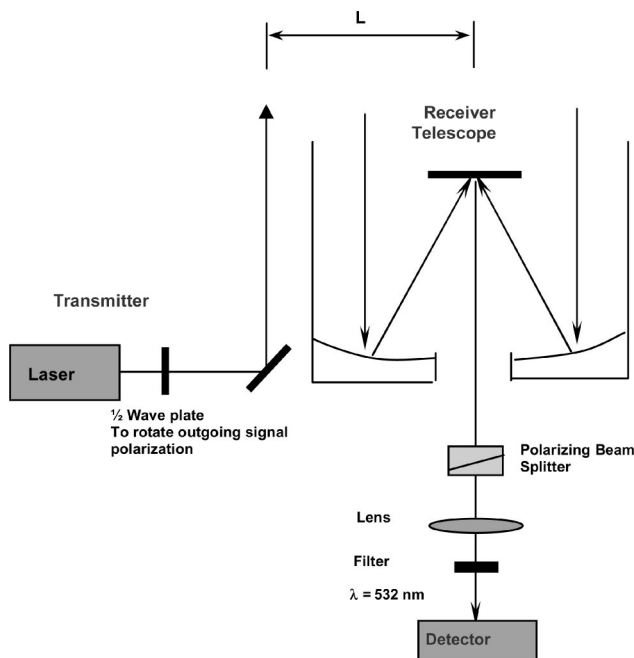 L
Receiver
Telescope
Transmitter
Laser
½ Wave plate
To rotate outgoing signal
polarization
Polarizing Beam
Splitter
Lens
Filter
λ = 532 nm
Detector